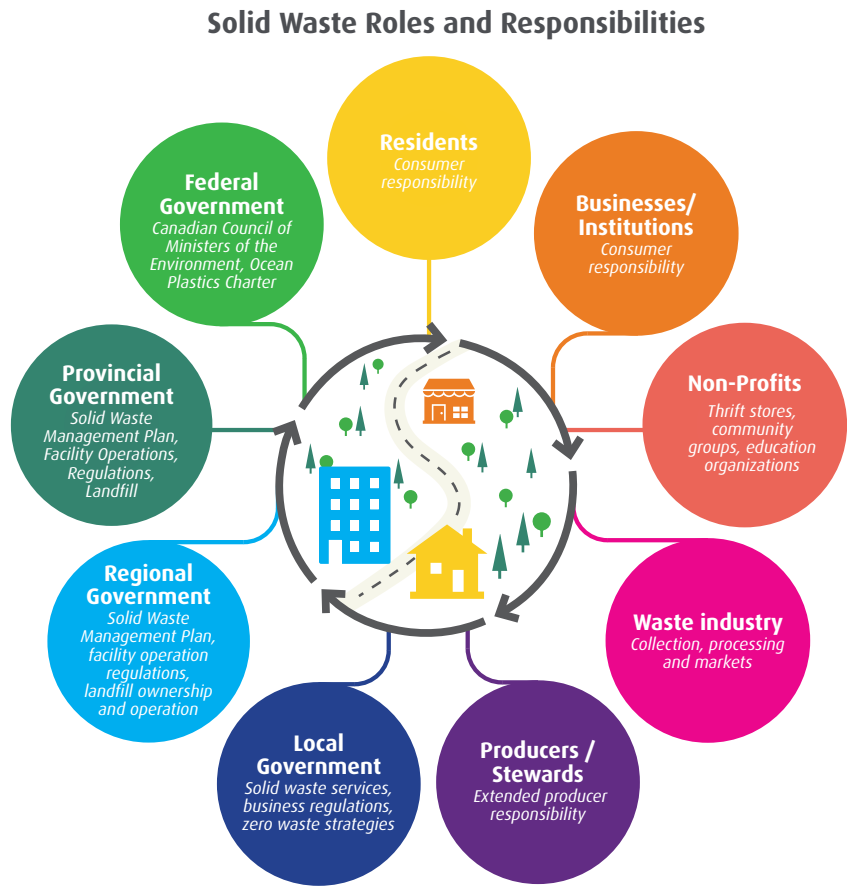 Solid Waste Roles and Responsibilities
Residents
Consumer
responsibility
Businesses/
Institutions
Consumer
responsibility
Non-Profits
Thrift stores,
community
groups, education
organizations
Waste industry
Collection, processing
and markets
Producers /
Stewards
Extended producer
responsibility
Local
Government
Solid waste services,
business regulations,
zero waste strategies
Regional
Government
Solid Waste
Management Plan,
facility operation
regulations,
landfill ownership
and operation
Provincial
Government
Solid Waste
Management Plan,
Facility Operations,
Regulations,
Landfill
Federal
Government
Canadian Council of
Ministers of the
Environment, Ocean
Plastics Charter